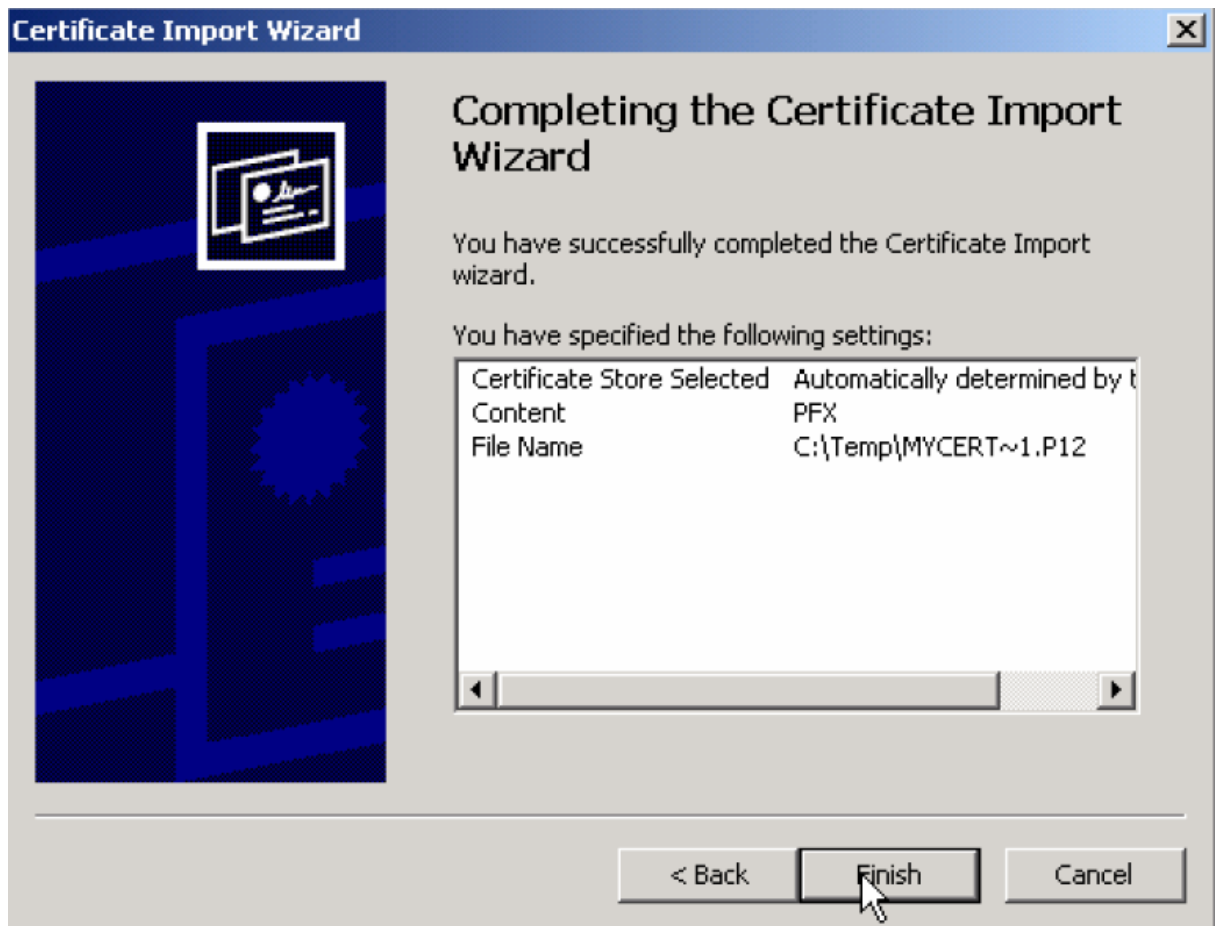 Certificate Import Wizard
Completing the Certificate Import
Wizard
You have successfully completed the Certificate Import
wizard.
You have specified the following settings:
Certificate Store Selected Automatically determined by t
Content PFX
File Name C:\Temp\MYCERT~1.P12
< Back Finish Cancel